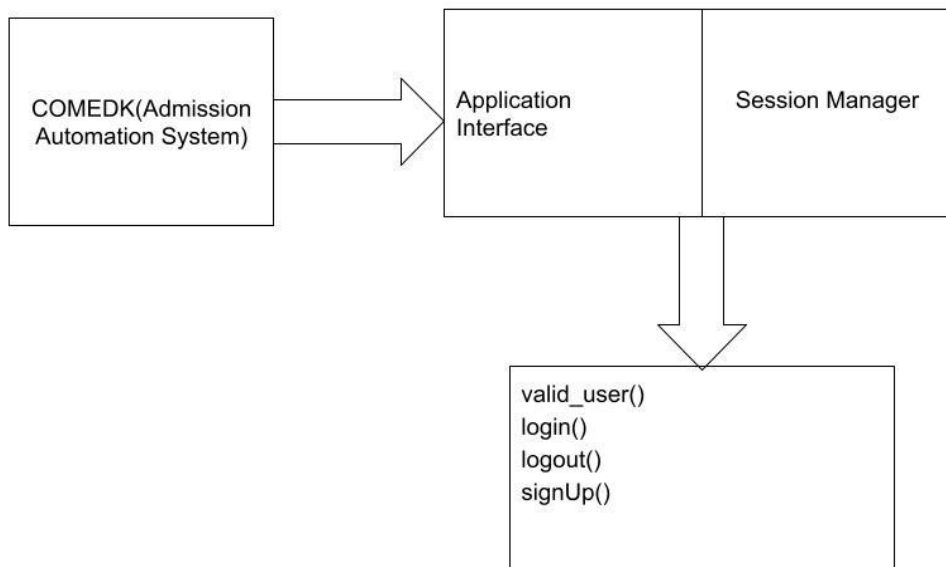 COMEDK(Admission
Automation System)
Application
Interface
Session Manager
valid_user()
login()
logout()
signUp()